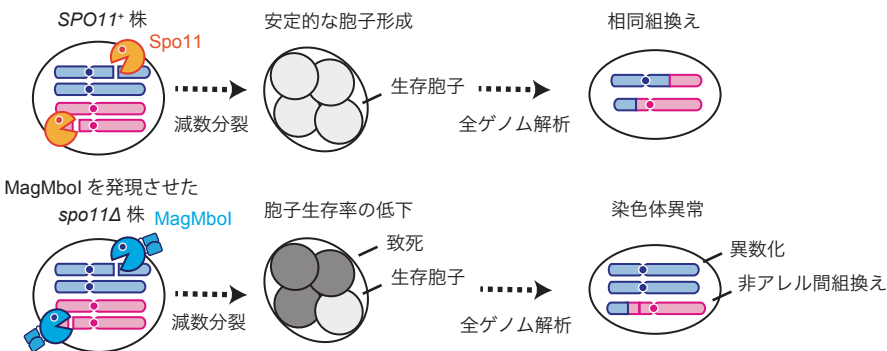 SPO11⁺ 株
安定的な胞子形成
相同組換え
Spo11
生存胞子
減数分裂
全ゲノム解析
MagMboI を発現させた
spo11Δ 株
MagMboI
胞子生存率の低下
染色体異常
致死
生存胞子
異数化
非アレル間組換え
減数分裂
全ゲノム解析